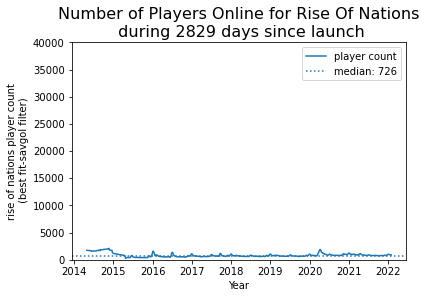 Number of Players Online for Rise Of Nations
during 2829 days since launch
40000
35000
30000
25000
20000
15000
10000
5000
0
rise of nations player count
(best fit-savgol filter)
player count
median: 726
2014 2015 2016 2017 2018 2019 2020 2021 2022
Year